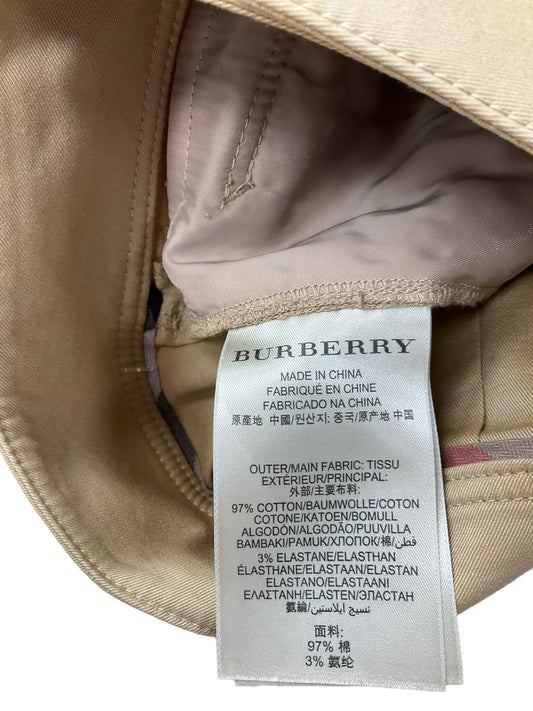 BURBERRY
MADE IN CHINA
FABRIQUÉ EN CHINE
FABRICADO NA CHINA
原產地 中國/원산지: 중국/原产地 中国
OUTER/MAIN FABRIC: TISSU
EXTÉRIEUR/PRINCIPAL:
外部/主要布料:
97% COTTON/BAUMWOLLE/COTON
COTONE/KATOEN/BOMULL
ALGODÓN/ALGODÃO/PUUVILLA
BAMBAKI/PAMUK/ХЛОПОК/棉/قطن
3% ELASTANE/ELASTHAN
ÉLASTHANE/ELASTAAN/ELASTAN
ELASTANO/ELASTAANI
ΕΛΑΣΤΑΝΗ/ELASTEN/ЭЛАСТАН
氨綸/نسيج ايلاستين
面料:
97% 棉
3% 氨纶